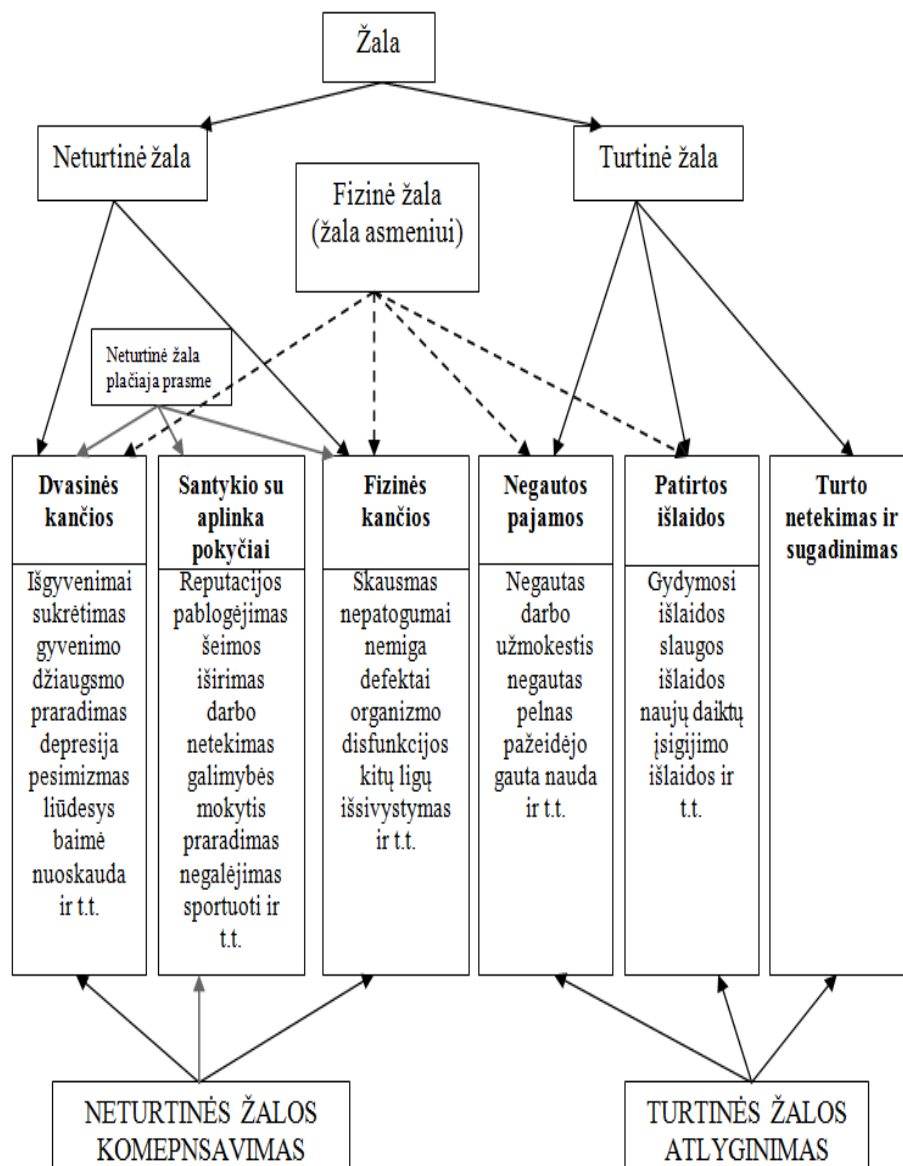 Žala
Neturtinė žala
Turtinė žala
Fizinė žala
(žala asmeniui)
Neturtinė žala
plačiaja prasme
Dvasinės
kančios
Išgyvenimai
sukrėtimas
gyvenimo
džiaugsmo
praradimas
depresija
pesimizmas
liūdesys
baimė
nuoskauda
ir t.t.
Santykio su
aplinka
pokyčiai
Reputacijos
pablogėjimas
šeimos
iširimas
darbo
netekimas
galimybės
mokytis
praradimas
negalėjimas
sportuoti ir
t.t.
Fizinės
kančios
Skausmas
nepatogumai
nemiga
defektai
organizmo
disfunkcijos
kitų ligų
išsivystymas
ir t.t.
Negautos
pajamos
Negautas
darbo
užmokestis
negautas
pelnas
pažeidėjo
gauta nauda
ir t.t.
Patirtos
išlaidos
Gydymosi
išlaidos
slaugos
išlaidos
naujų daiktų
įsigijimo
išlaidos ir
t.t.
Turto
netekimas ir
sugadinimas
NETURTINĖS ŽALOS
KOMEPNSAVIMAS
TURTINĖS ŽALOS
ATLYGINIMAS